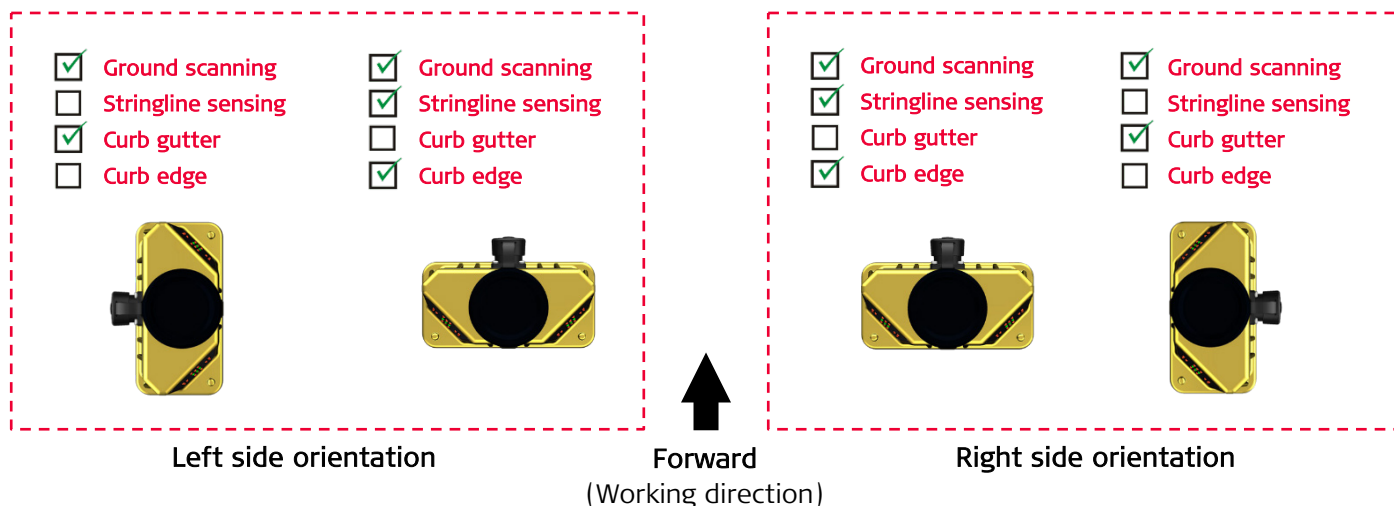 Ground scanning
Stringline sensing
Curb gutter
Curb edge
Ground scanning
Stringline sensing
Curb gutter
Curb edge
Left side orientation
Forward
(Working direction)
Ground scanning
Stringline sensing
Curb gutter
Curb edge
Ground scanning
Stringline sensing
Curb gutter
Curb edge
Right side orientation